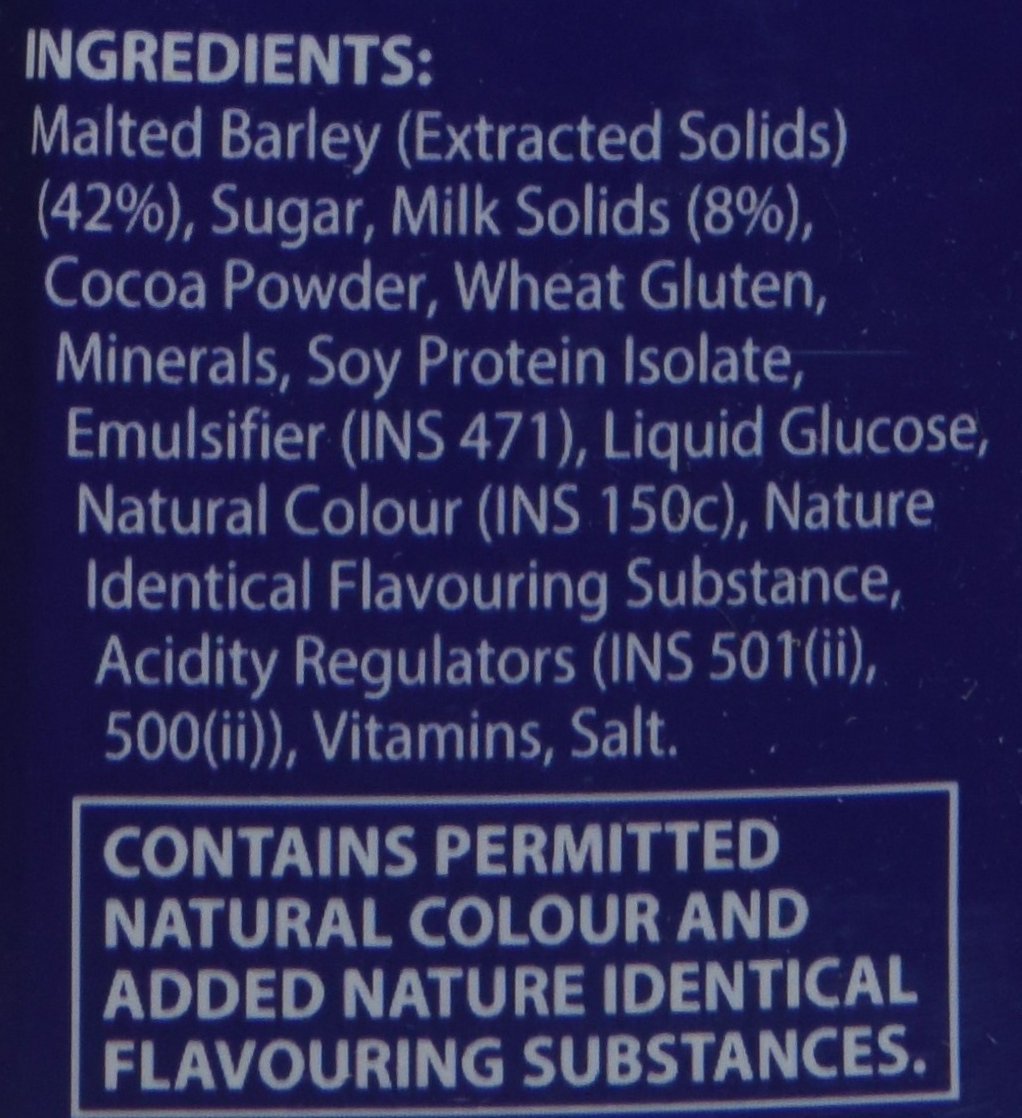 INGREDIENTS:
Malted Barley (Extracted Solids)
(42%), Sugar, Milk Solids (8%),
Cocoa Powder, Wheat Gluten,
Minerals, Soy Protein Isolate,
Emulsifier (INS 471), Liquid Glucose,
Natural Colour (INS 150c), Nature
Identical Flavouring Substance,
Acidity Regulators (INS 501(ii),
500(ii)), Vitamins, Salt.
CONTAINS PERMITTED
NATURAL COLOUR AND
ADDED NATURE IDENTICAL
FLAVOURING SUBSTANCES.